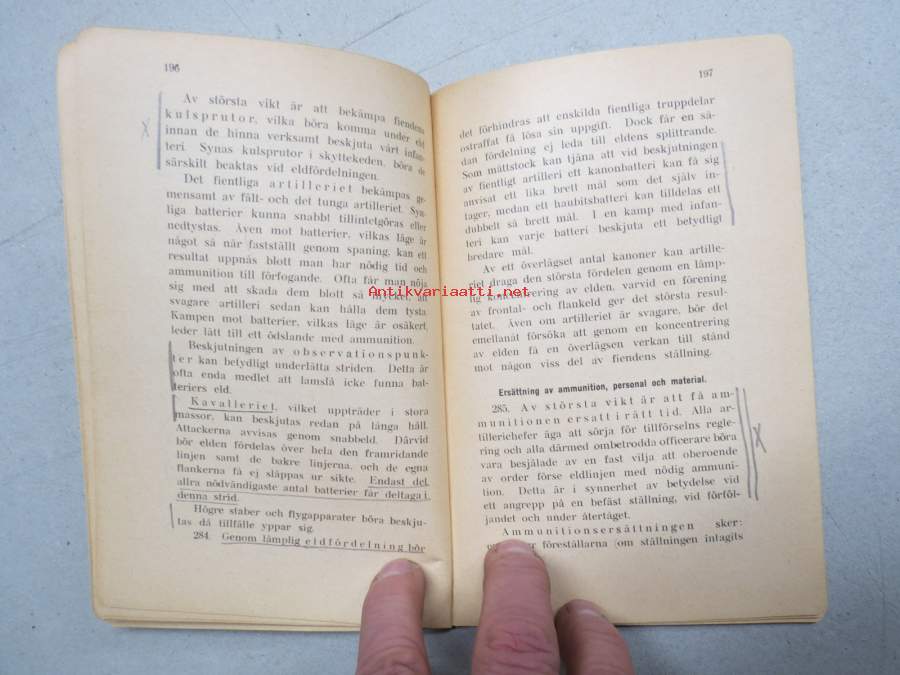 196
Av största vikt är att bekämpa fiendens
kulsprutor, vilka böra komma under eld
innan de hinna verksamt beskjuta vårt infan-
teri. Synas kulsprutor i skyttekeden, böra de
särskilt beaktas vid eldfördelningen.
Det fientliga artilleriet bekämpas ge-
mensamt av fält- och det tunga artilleriet. Syn-
liga batterier kunna snabbt tillintetgöras eller
nedtystas. Även mot batterier, vilkas läge är
något så när fastställt genom spaning, kan ett
resultat uppnås blott man har nödig tid och
ammunition till förfogande. Ofta får man nöja
sig med att skada dem blott så mycket, att
svagare artilleri sedan kan hålla dem tysta.
Kampen mot batterier, vilkas läge är osäkert,
leder lätt till ett ödslande med ammunition.
Beskjutningen av observationspunk-
ter kan betydligt underlätta striden. Detta är
ofta enda medlet att lamslå icke funna bat-
teriers eld.
Kavalleriet, vilket uppträder i stora
massor, kan beskjutas redan på långa håll.
Attackerna avvisas genom snabbeld. Därvid
bör elden fördelas över hela den framridande
linjen samt de bakre linjerna, och de egna
flankerna få ej släppas ur sikte. Endast det
allra nödvändigaste antal batterier får deltaga i
denna strid.
Högre staber och flygapparater böra beskju-
tas då tillfälle yppar sig.
284. Genom lämplig eldfördelning bör
197
det förhindras att enskilda fientliga truppdelar
ostraffat få lösa sin uppgift. Dock får en så-
dan fördelning ej leda till eldens splittrande.
Som måttstock kan tjäna att vid beskjutningen
av fientligt artilleri ett kanonbatteri kan få sig
anvisat ett lika brett mål som det själv in-
tager, medan ett haubitsbatteri kan tilldelas ett
dubbelt så brett mål. I en kamp med infan-
teri kan varje batteri beskjuta ett betydligt
bredare mål.
Av ett överlägset antal kanoner kan artille-
riet draga den största fördelen genom en lämp-
lig koncentrering av elden, varvid en förening
av frontal- och flankeld ger det största resul-
tatet. Även om artilleriet är svagare, bör det
emellanåt försöka att genom en koncentrering
av elden få en överlägsen verkan till stånd
mot någon viss del av fiendens ställning.
Ersättning av ammunition, personal och material.
285. Av största vikt är att få am-
munitionen ersatt i rätt tid. Alla ar-
tillerichefer äga att sörja för tillförselns regle-
ring och alla därmed ombetrodda officerare böra
vara besjälade av en fast vilja att oberoende
av order förse eldlinjen med nödig ammuni-
tion. Detta är i synnerhet av betydelse vid
ett angrepp på en befäst ställning, vid förföl-
jandet och under återtåget.
Ammunitionsersättningen sker:
föreställarna (om ställningen intagits
Antikvariaatti.net